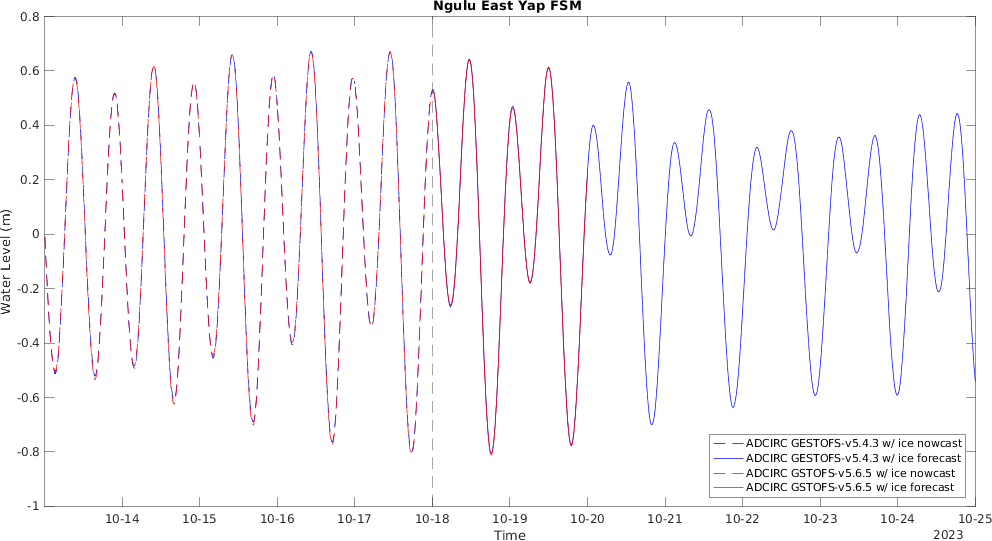 Ngulu East Yap FSM
0.8
0.6
0.4
0.2
0
-0.2
-0.4
-0.6
-0.8
-1
Water Level (m)
ADCIRC GESTOFS-v5.4.3 w/ ice nowcast
ADCIRC GESTOFS-v5.4.3 w/ ice forecast
ADCIRC GSTOFS-v5.6.5 w/ ice nowcast
ADCIRC GSTOFS-v5.6.5 w/ ice forecast
10-14 10-15 10-16 10-17 10-18 10-19 10-20 10-21 10-22 10-23 10-24 10-25
Time
2023